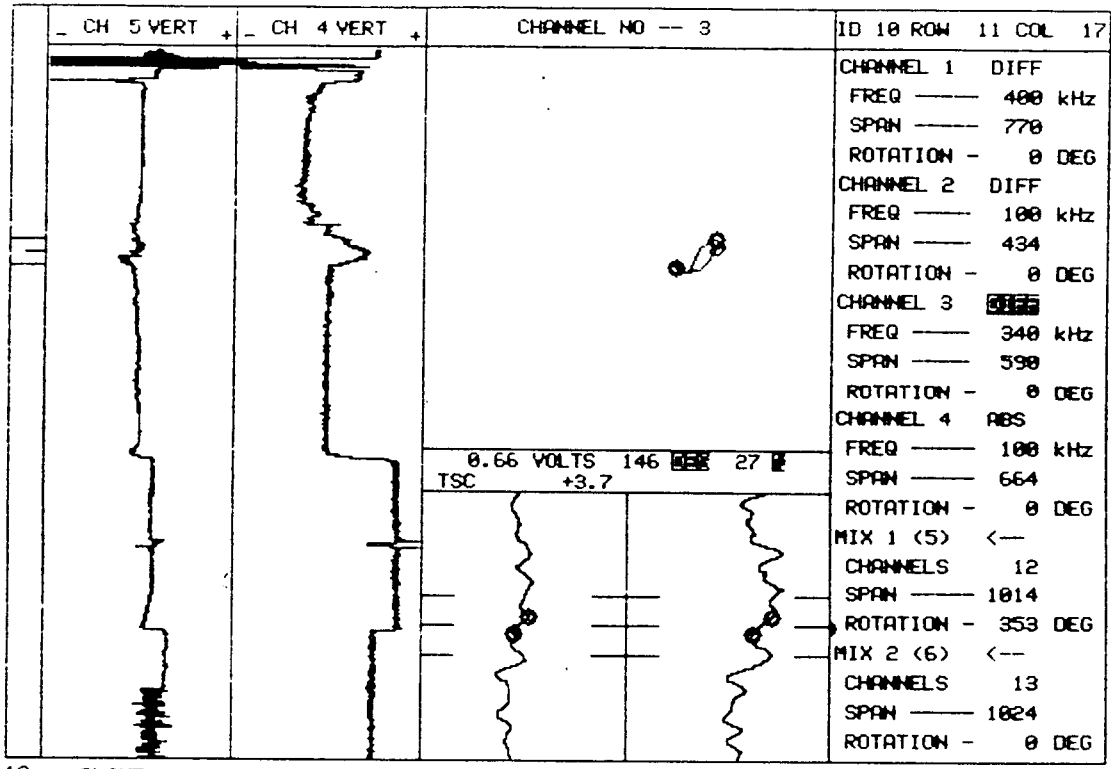 _ CH 5 VERT +
_ CH 4 VERT +
CHANNEL NO -- 3
ID 10 ROW 11 COL 17
CHANNEL 1 DIFF
FREQ ---- 400 kHz
SPAN ---- 770
ROTATION - 0 DEG
CHANNEL 2 DIFF
FREQ ---- 100 kHz
SPAN ---- 434
ROTATION - 0 DEG
CHANNEL 3 DIFF
FREQ ---- 340 kHz
SPAN ---- 590
ROTATION - 0 DEG
CHANNEL 4 ABS
FREQ ---- 100 kHz
SPAN ---- 664
ROTATION - 0 DEG
MIX 1 (5) <--
CHANNELS 12
SPAN ---- 1014
ROTATION - 353 DEG
MIX 2 (6) <--
CHANNELS 13
SPAN ---- 1024
ROTATION - 0 DEG
0.66 VOLTS 146 27
TSC +3.7